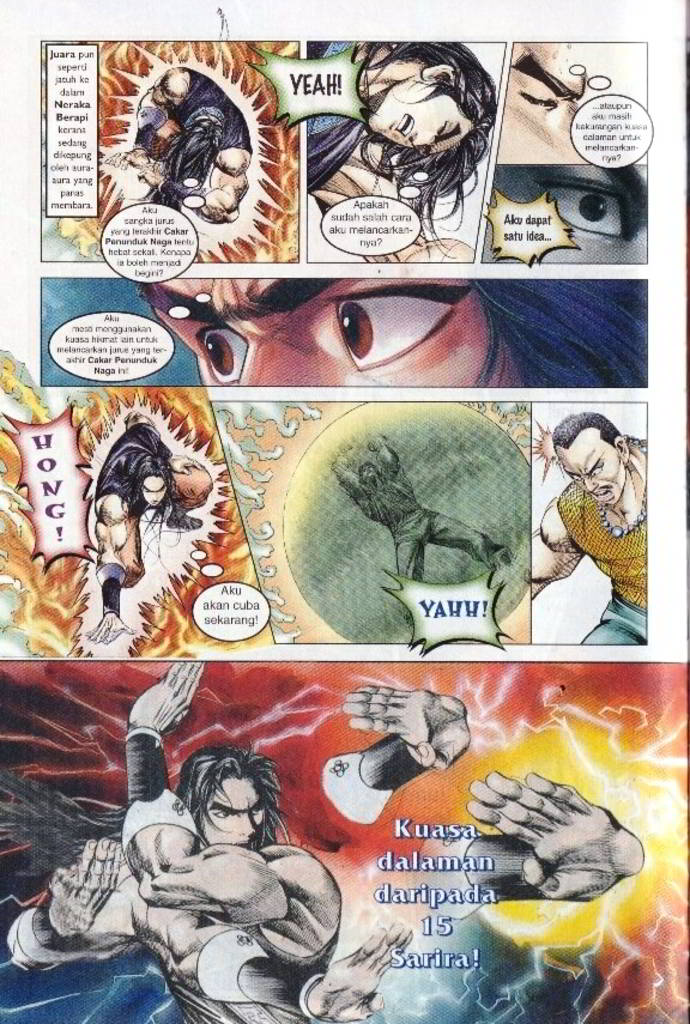 Juara pun
seperti
jatuh ke
dalam
Neraka
Berapi
kerana
sedang
dikepung
oleh aura-
aura yang
panas
membara.
Aku
sangka jurus
yang terakhir Cakar
Penunduk Naga tentu
hebat sekali. Kenapa
ia boleh menjadi
begini?
YEAH!
Apakah
sudah salah cara
aku melancarkan-
nya?
...ataupun
aku masih
kekurangan kuasa
dalaman untuk
melancarkan-
nya?
Aku dapat
satu idea...
Aku
mesti menggunakan
kuasa hikmat lain untuk
melancarkan jurus yang ter-
akhir Cakar Penunduk
Naga ini!
HONG!
Aku
akan cuba
sekarang!
YAHH!
Kuasa
dalaman
daripada
15
Sarira!